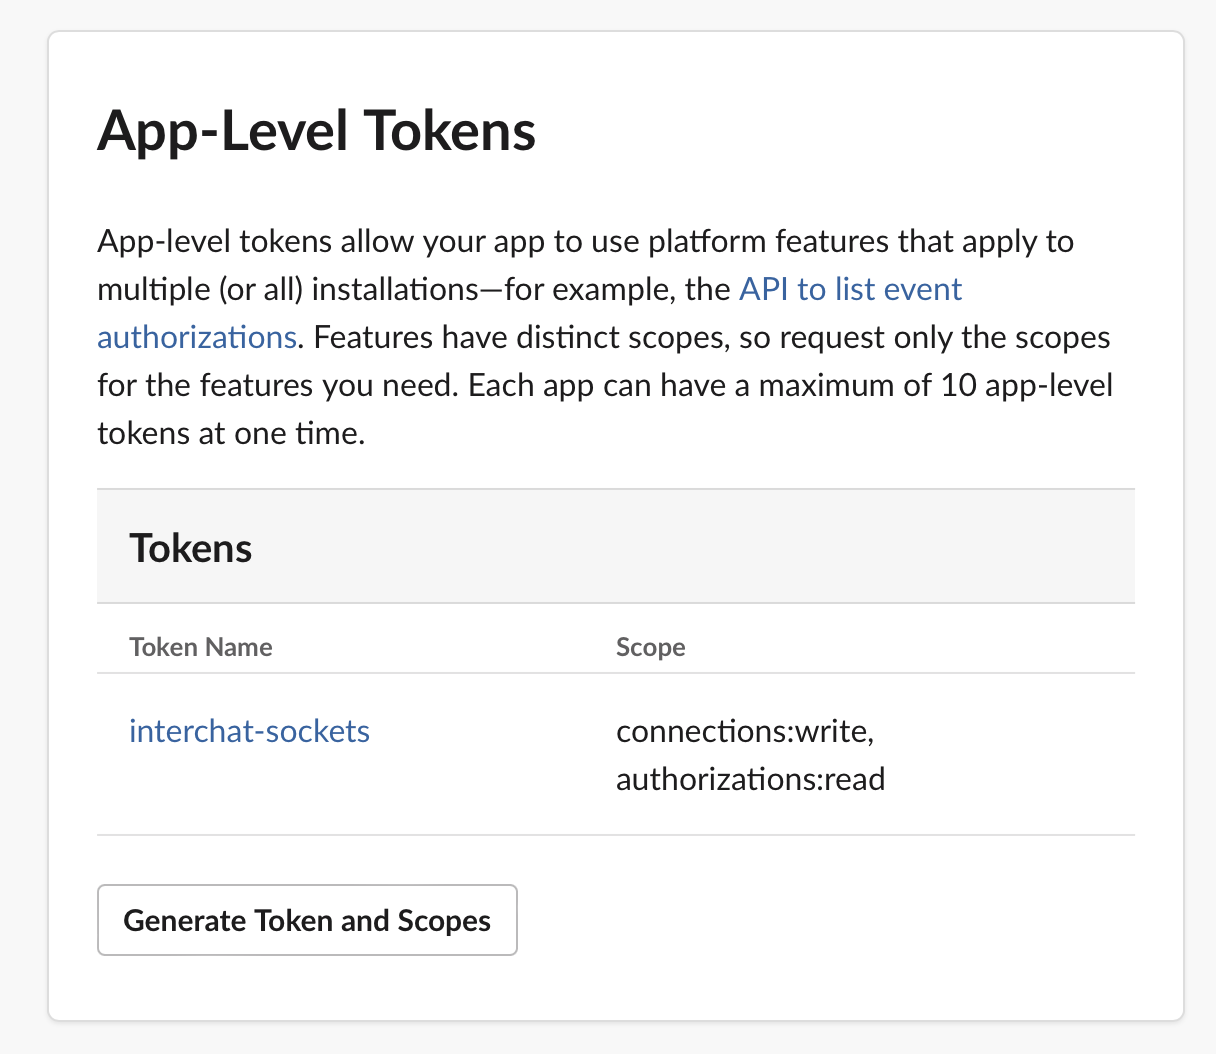 App-Level Tokens
App-level tokens allow your app to use platform features that apply to
multiple (or all) installations—for example, the API to list event
authorizations. Features have distinct scopes, so request only the scopes
for the features you need. Each app can have a maximum of 10 app-level
tokens at one time.
Tokens
Token Name Scope
interchat-sockets connections:write,
authorizations:read
Generate Token and Scopes